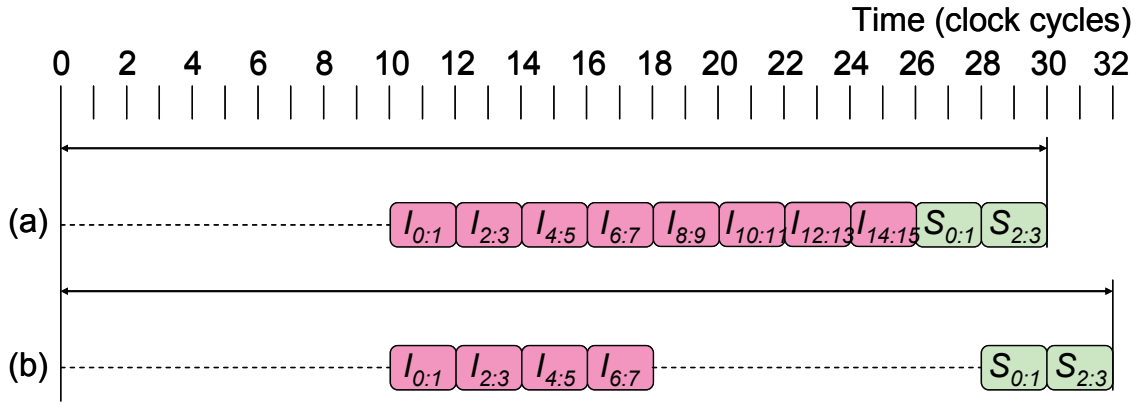 Time (clock cycles)
0 2 4 6 8 10 12 14 16 18 20 22 24 26 28 30 32
(a) I0:1 I2:3 I4:5 I6:7 I8:9 I10:11 I12:13 I14:15 S0:1 S2:3
(b) I0:1 I2:3 I4:5 I6:7 S0:1 S2:3